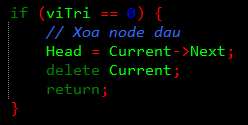 if (viTri == 0) {
    // Xoa node dau
    Head = Current->Next;
    delete Current;
    return;
}